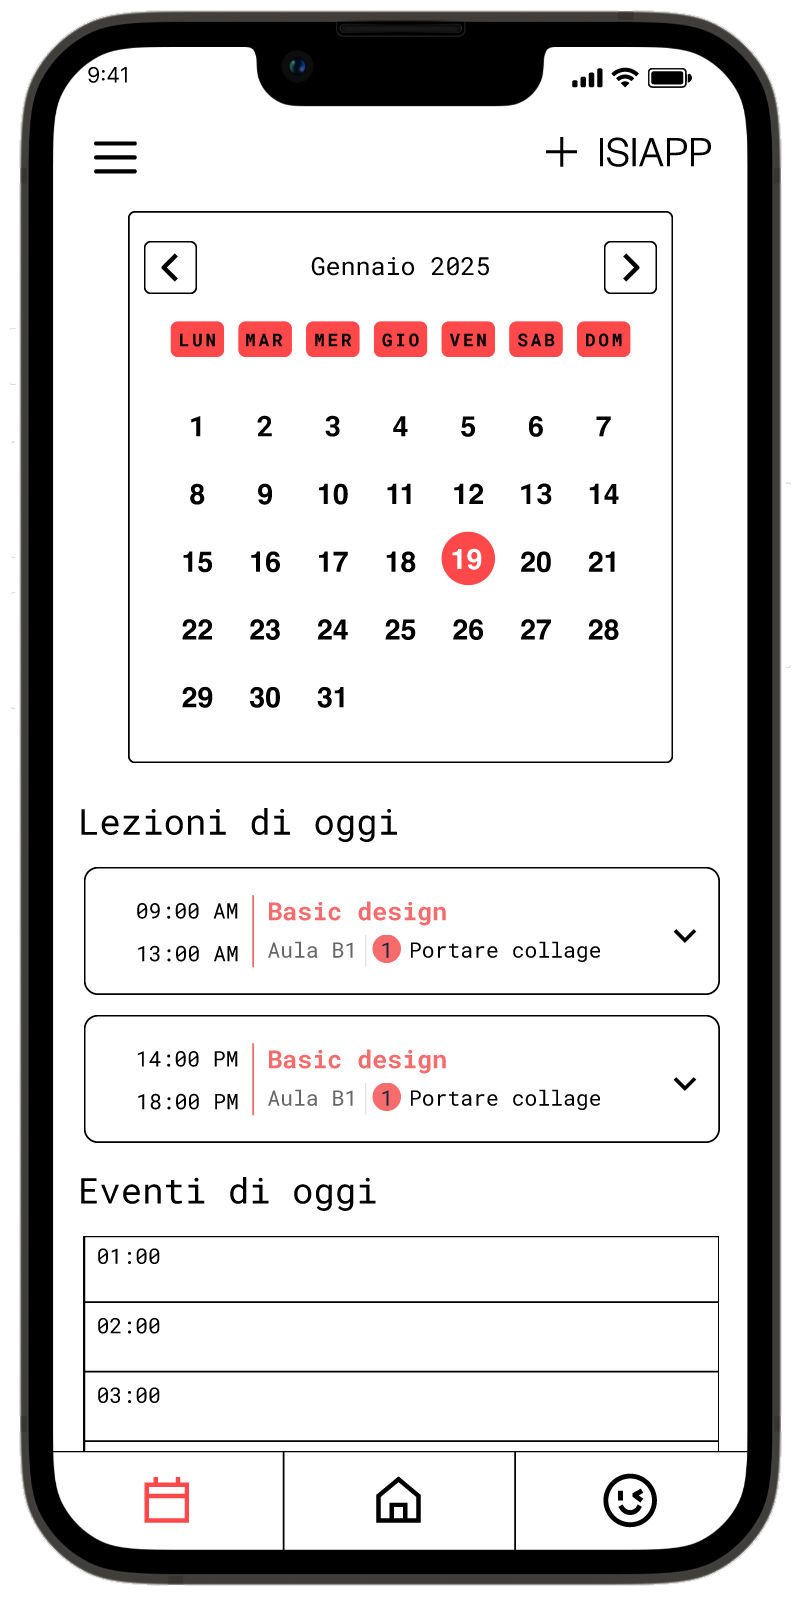 9:41
+ ISIAPP
Gennaio 2025
LUN MAR MER GIO VEN SAB DOM
1 2 3 4 5 6 7
8 9 10 11 12 13 14
15 16 17 18 19 20 21
22 23 24 25 26 27 28
29 30 31
Lezioni di oggi
09:00 AM Basic design
13:00 AM Aula B1 1 Portare collage
14:00 PM Basic design
18:00 PM Aula B1 1 Portare collage
Eventi di oggi
01:00
02:00
03:00